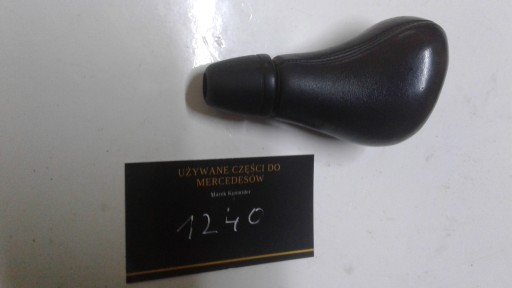 UŻYWANE CZĘŚCI DO
MERCEDESÓW
1240